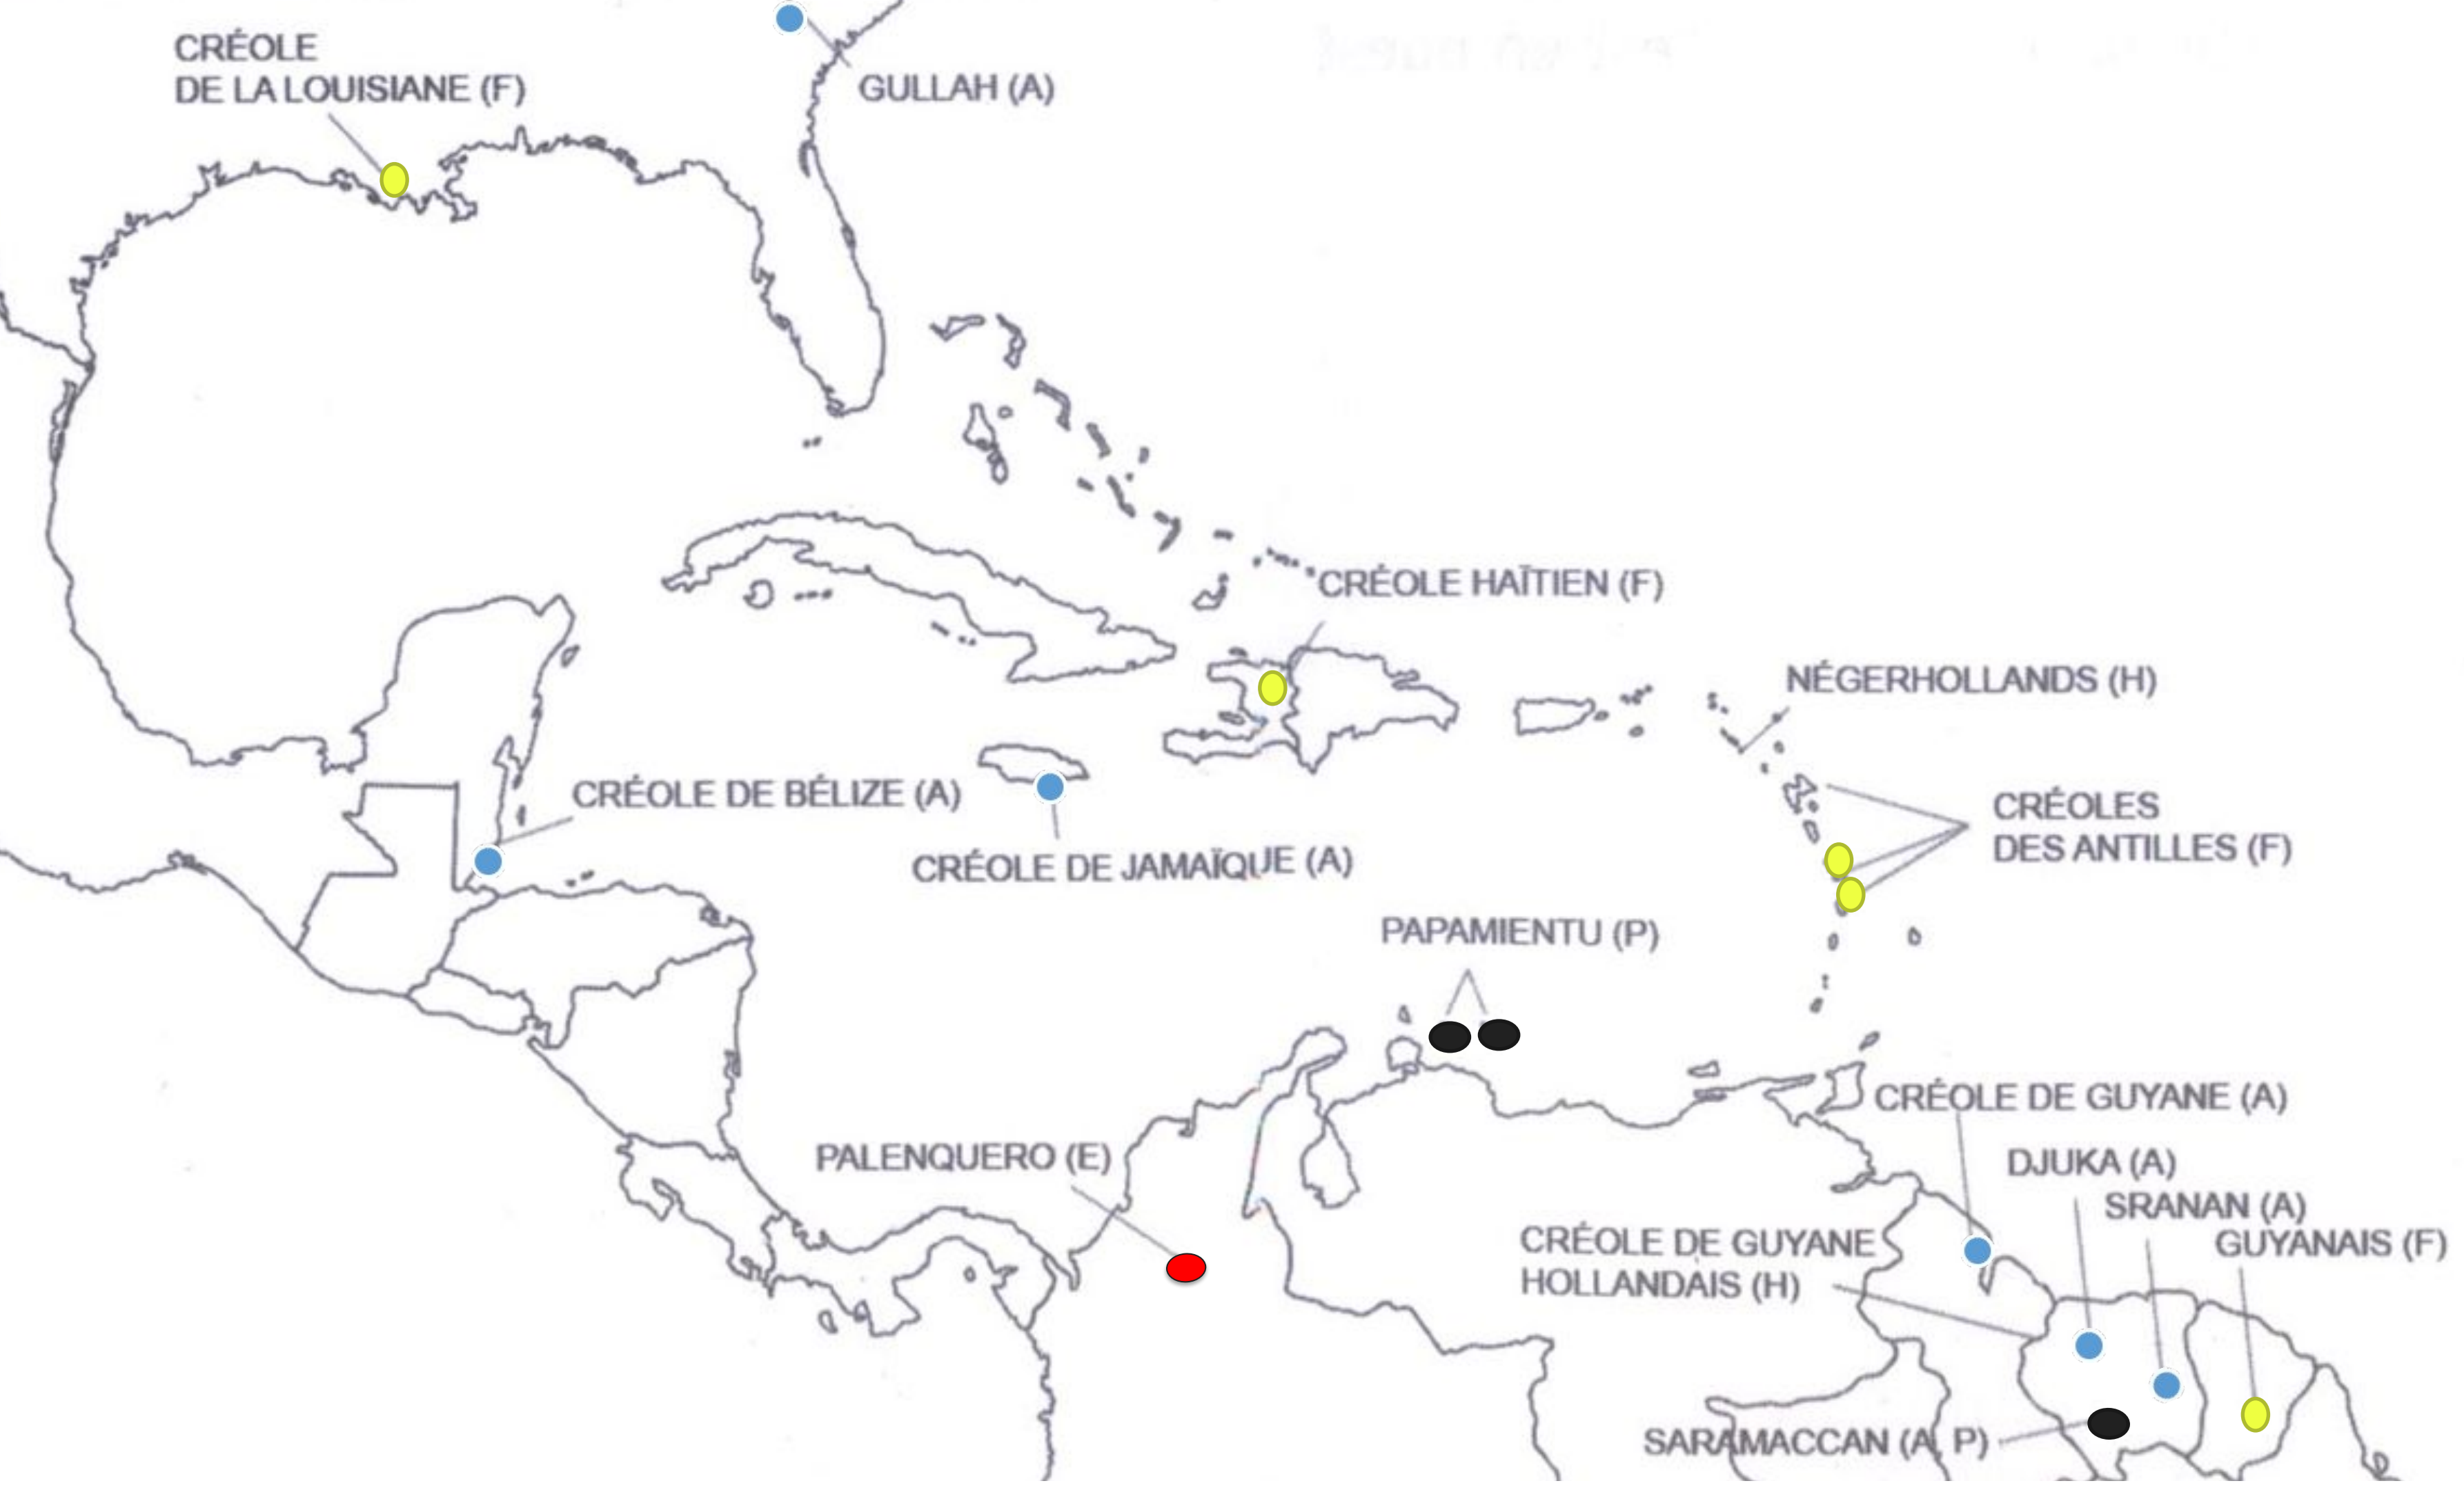 CRÉOLE
DE LA LOUISIANE (F)
GULLAH (A)
CRÉOLE HAÏTIEN (F)
NÉGERHOLLANDS (H)
CRÉOLE DE BÉLIZE (A)
CRÉOLE DE JAMAÏQUE (A)
CRÉOLES
DES ANTILLES (F)
PAPAMIENTU (P)
CRÉOLE DE GUYANE (A)
PALENQUERO (E)
DJUKA (A)
SRANAN (A)
GUYANAIS (F)
CRÉOLE DE GUYANE
HOLLANDAIS (H)
SARAMACCAN (A, P)